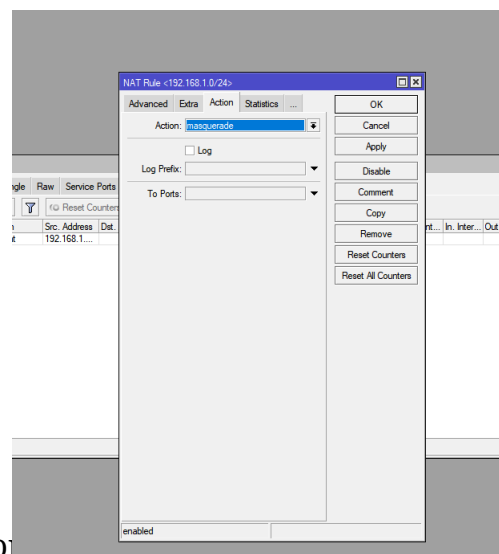 NAT Rule <192.168.1.0/24>
Advanced Extra Action Statistics ...
Action: masquerade
Log
Log Prefix:
To Ports:
OK
Cancel
Apply
Disable
Comment
Copy
Remove
Reset Counters
Reset All Counters
enabled
ngle Raw Service Ports
Reset Counter
Src. Address Dst.
192.168.1....
nt... In. Inter... Out